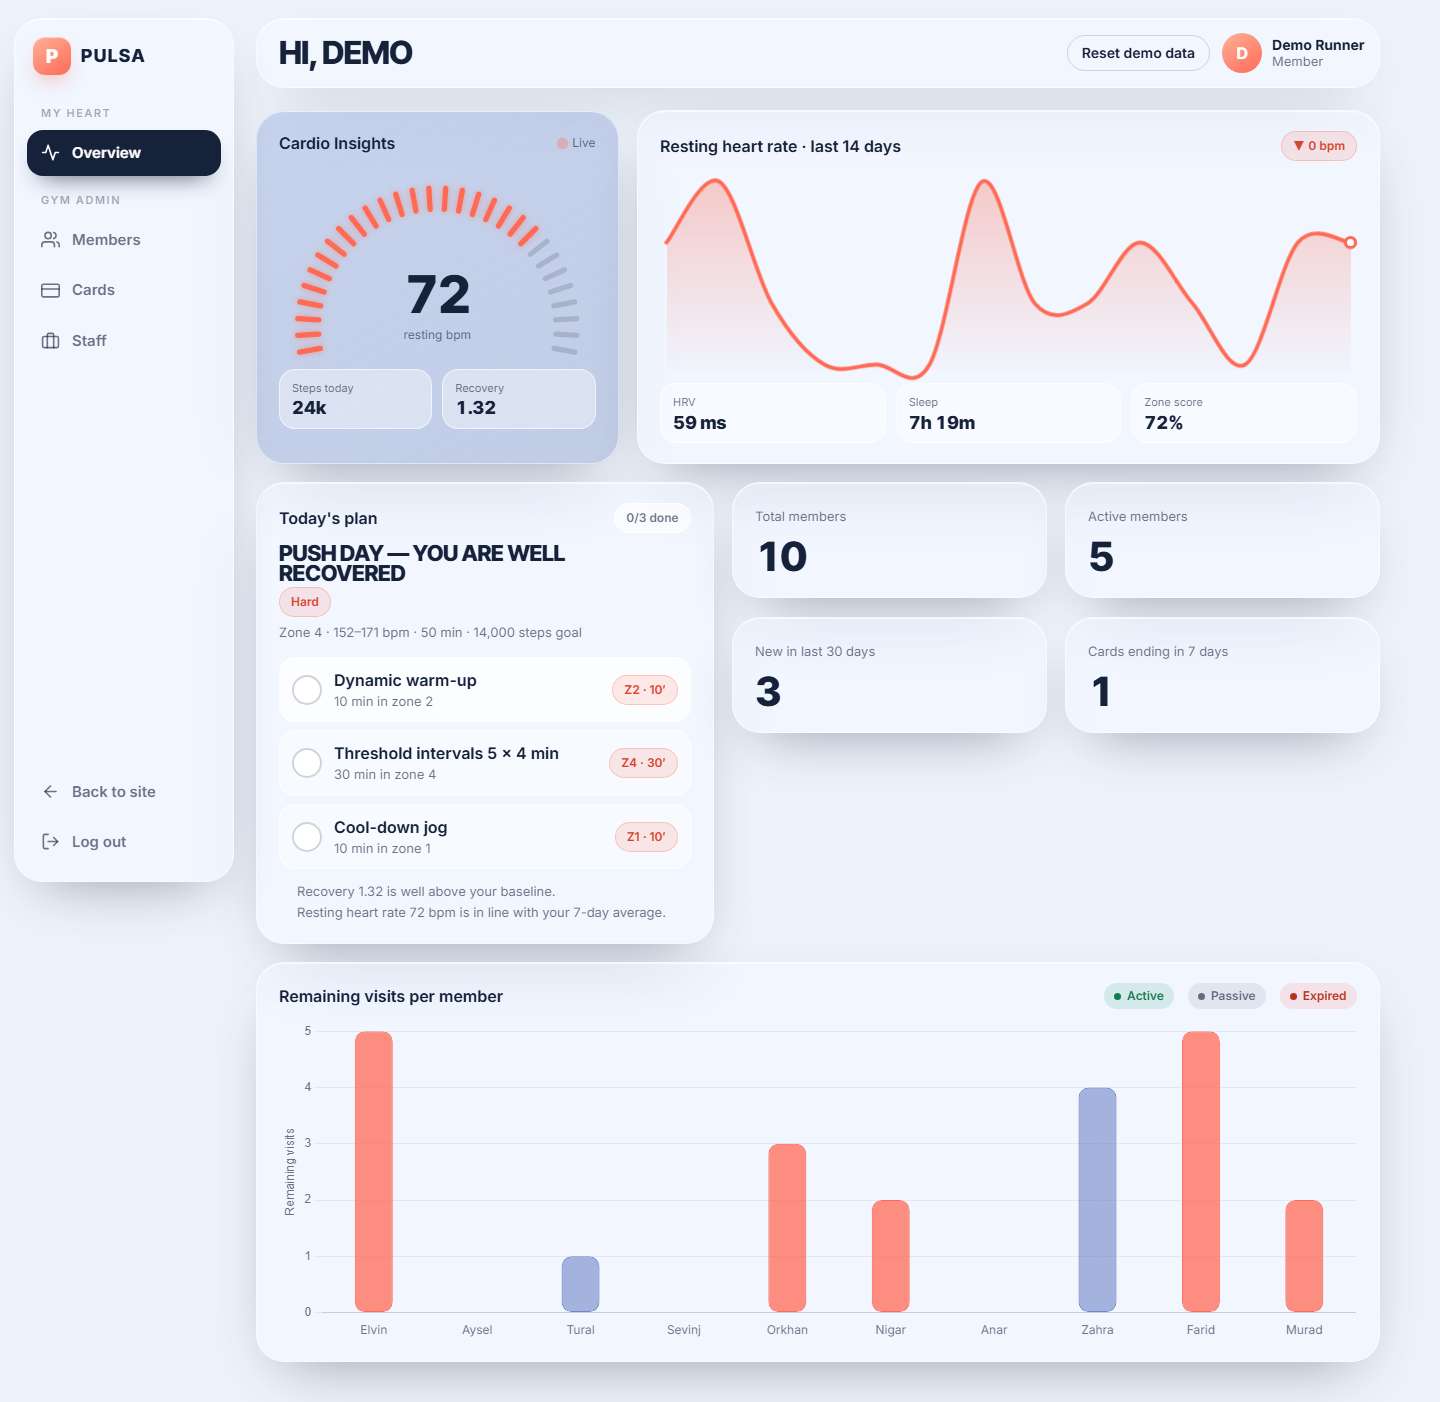 P PULSA
MY HEART
Overview
GYM ADMIN
Members
Cards
Staff
Back to site
Log out
HI, DEMO
Reset demo data
D
Demo Runner
Member
Cardio Insights
Live
72
resting bpm
Steps today
24k
Recovery
1.32
Resting heart rate · last 14 days
▼ 0 bpm
HRV
59 ms
Sleep
7h 19m
Zone score
72%
Today's plan
0/3 done
PUSH DAY — YOU ARE WELL
RECOVERED
Hard
Zone 4 · 152–171 bpm · 50 min · 14,000 steps goal
Dynamic warm-up
10 min in zone 2
Z2 · 10′
Threshold intervals 5 × 4 min
30 min in zone 4
Z4 · 30′
Cool-down jog
10 min in zone 1
Z1 · 10′
Recovery 1.32 is well above your baseline.
Resting heart rate 72 bpm is in line with your 7-day average.
Total members
10
Active members
5
New in last 30 days
3
Cards ending in 7 days
1
Remaining visits per member
Active
Passive
Expired
Remaining visits
5
4
3
2
1
0
Elvin Aysel Tural Sevinj Orkhan Nigar Anar Zahra Farid Murad